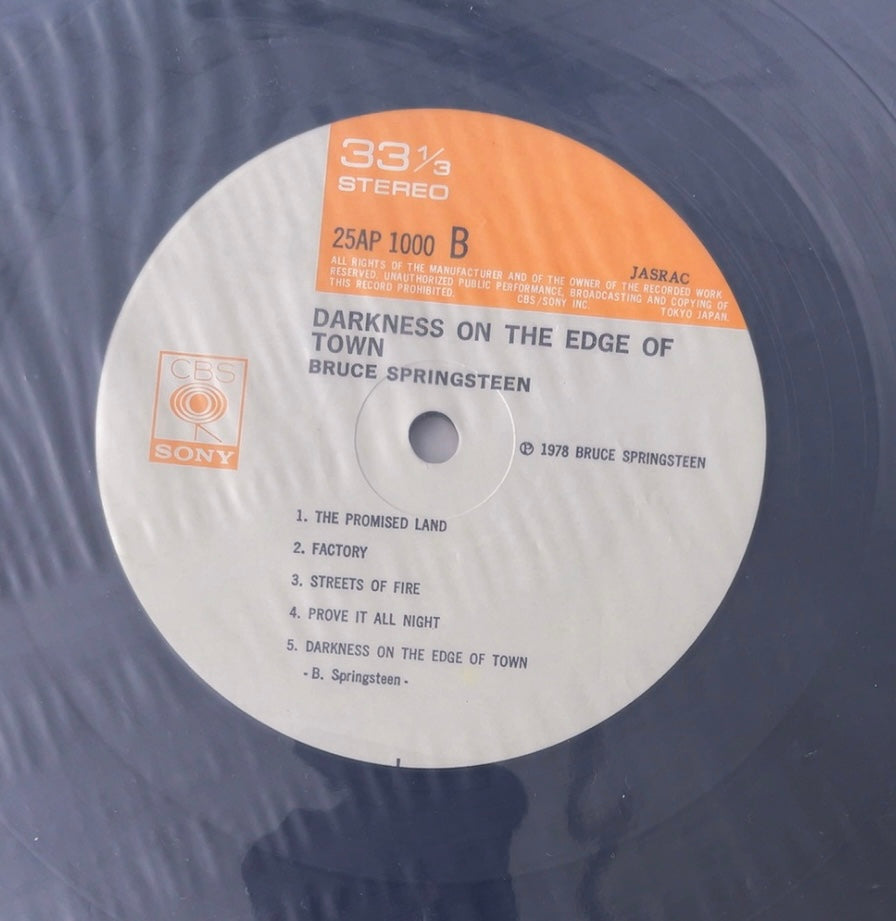 33 1/3
STEREO
25AP 1000 B
JASRAC
ALL RIGHTS OF THE MANUFACTURER AND OF THE OWNER OF THE RECORDED WORK
RESERVED. UNAUTHORIZED PUBLIC PERFORMANCE, BROADCASTING AND COPYING OF
THIS RECORD PROHIBITED. CBS/SONY INC. TOKYO JAPAN.
DARKNESS ON THE EDGE OF
TOWN
BRUCE SPRINGSTEEN
CBS
SONY
℗ 1978 BRUCE SPRINGSTEEN
1. THE PROMISED LAND
2. FACTORY
3. STREETS OF FIRE
4. PROVE IT ALL NIGHT
5. DARKNESS ON THE EDGE OF TOWN
-B. Springsteen-